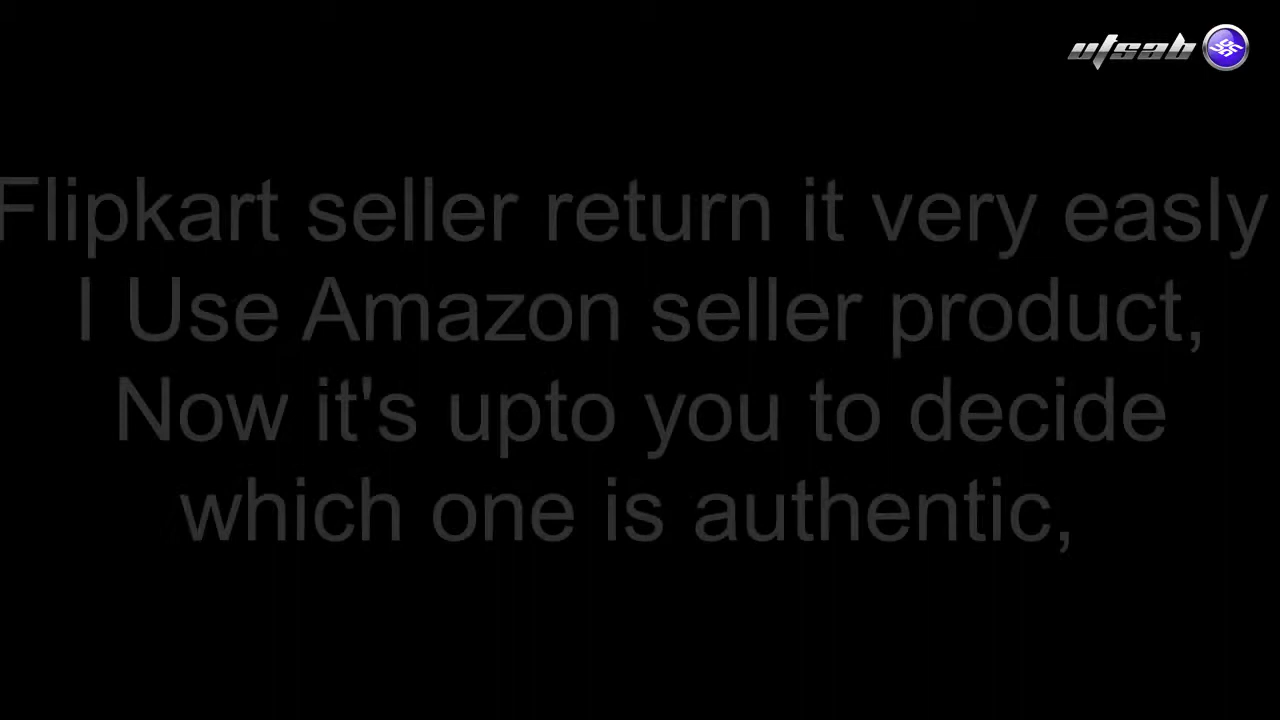 utsab
Flipkart seller return it very easly
I Use Amazon seller product,
Now it's upto you to decide
which one is authentic,